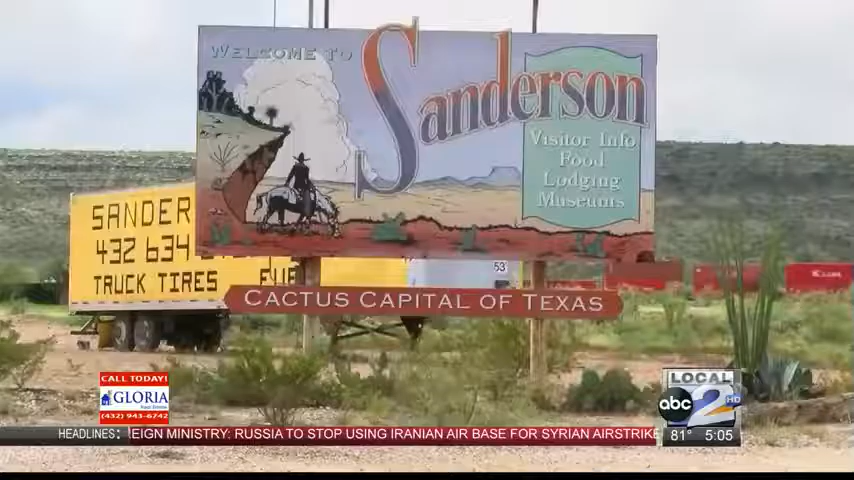 WELCOME TO
Sanderson
Visitor Info
Food
Lodging
Museums
SANDER
432 634
TRUCK TIRES
53'
CACTUS CAPITAL OF TEXAS
CALL TODAY!
GLORIA
(432) 943-6742
LOCAL
abc 2 HD
81° 5:05
HEADLINES: EIGN MINISTRY: RUSSIA TO STOP USING IRANIAN AIR BASE FOR SYRIAN AIRSTRIKE